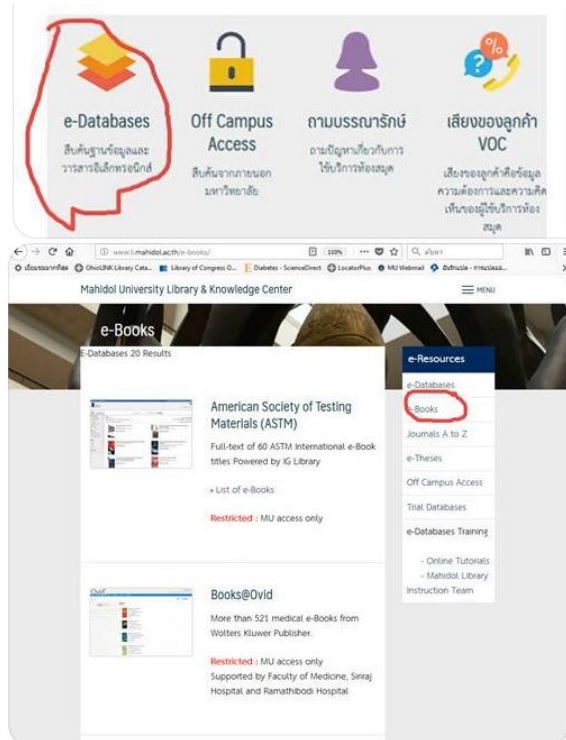 e-Databases
สืบค้นฐานข้อมูลและ
วารสารอิเล็กทรอนิกส์
Off Campus
Access
สืบค้นจากภายนอก
มหาวิทยาลัย
ถามบรรณารักษ์
ถามปัญหาเกี่ยวกับการ
ใช้บริการห้องสมุด
เสียงของลูกค้า
VOC
เสียงของลูกค้าคือข้อมูล
ความต้องการและความคิด
เห็นของผู้ใช้บริการห้อง
สมุด
www.li.mahidol.ac.th/e-books/
110%
ค้นหา
เยี่ยมชมมากที่สุด
OhioLINK Library Cata...
Library of Congress O...
Diabetes - ScienceDirect
LocatorPlus
MU Webmail
Mahidol University Library & Knowledge Center
MENU
e-Books
E-Databases 20 Results
American Society of Testing
Materials (ASTM)
Full-text of 60 ASTM International e-Book
titles Powered by IG Library
» List of e-Books
Restricted : MU access only
Books@Ovid
More than 521 medical e-Books from
Wolters Kluwer Publisher.
Restricted : MU access only
Supported by Faculty of Medicine, Siriraj
Hospital and Ramathibodi Hospital
e-Resources
e-Databases
e-Books
Journals A to Z
e-Theses
Off Campus Access
Trial Databases
e-Databases Training
- Online Tutorials
- Mahidol Library
Instruction Team